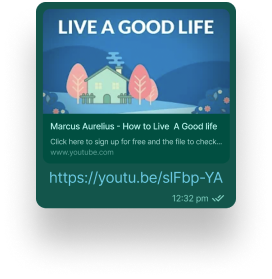 LIVE A GOOD LIFE
Marcus Aurelius - How to Live A Good life
Click here to sign up for free and the file to check...
www.youtube.com
https://youtu.be/slFbp-YA
12:32 pm